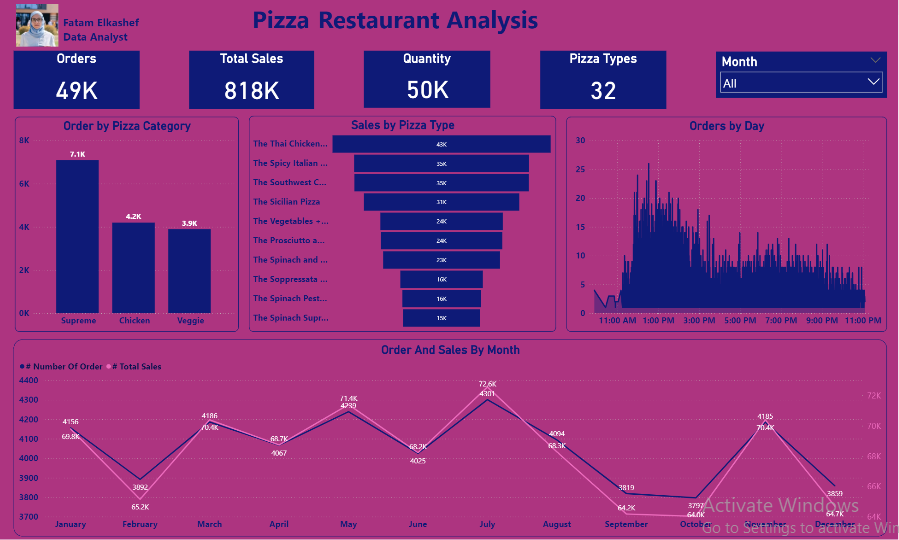 Pizza Restaurant Analysis
Fatam Elkashef
Data Analyst
Orders
49K
Total Sales
818K
Quantity
50K
Pizza Types
32
Month
All
Order by Pizza Category
8K
6K
4K
2K
0K
7.1K
4.2K
3.9K
Supreme Chicken Veggie
Sales by Pizza Type
The Thai Chicken... 43K
The Spicy Italian ... 35K
The Southwest C... 35K
The Sicilian Pizza 31K
The Vegetables +... 24K
The Prosciutto a... 24K
The Spinach and ... 23K
The Soppressata ... 16K
The Spinach Pest... 16K
The Spinach Supr... 15K
Orders by Day
30
25
20
15
10
5
0
11:00 AM 1:00 PM 3:00 PM 5:00 PM 7:00 PM 9:00 PM 11:00 PM
Order And Sales By Month
# Number Of Order # Total Sales
4400
4300
4200
4100
4000
3900
3800
3700
72K
70K
68K
66K
64K
4156
69.8K
3892
65.2K
4186
70.4K
68.7K
4067
71.4K
4239
68.2K
4025
72.6K
4301
4094
68.3K
3819
64.2K
3797
64.0K
4185
70.4K
3859
64.7K
January February March April May June July August September October November December
Activate Windows
Go to Settings to activate Win